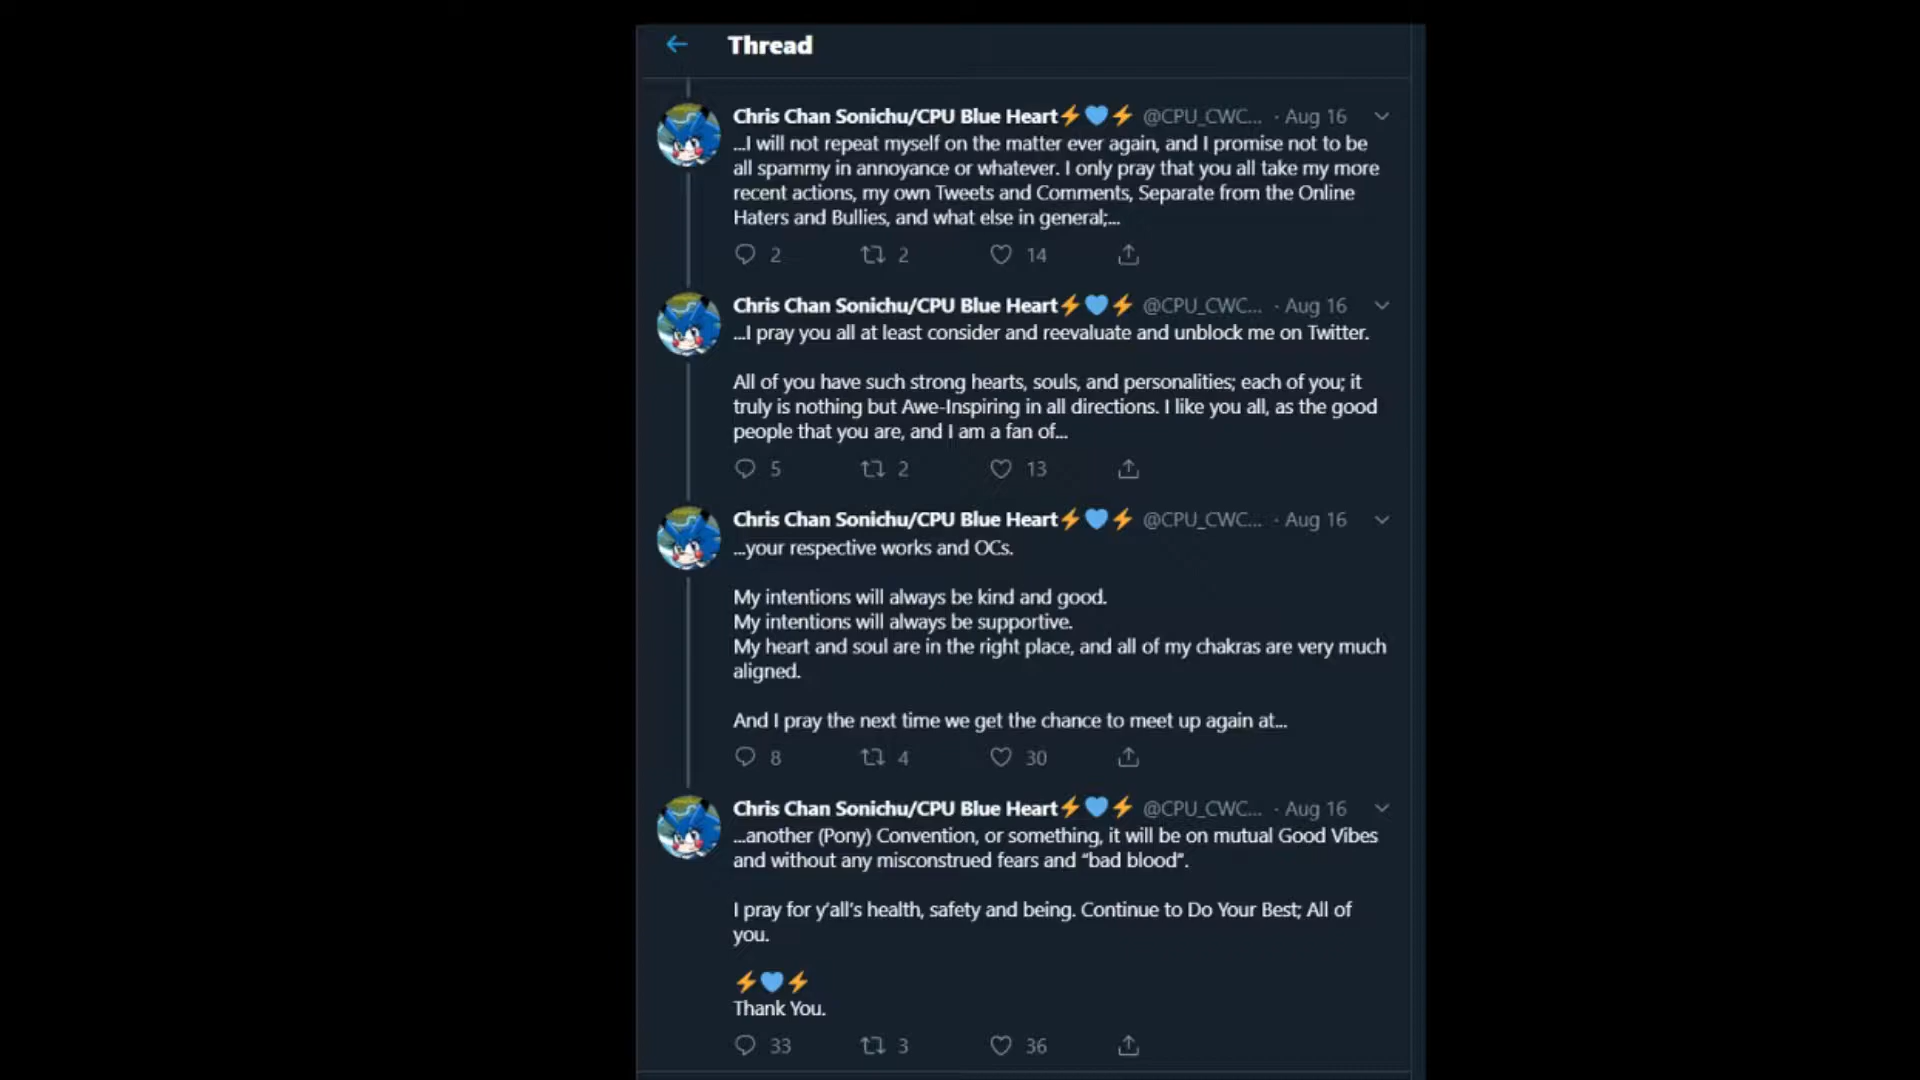 Thread
Chris Chan Sonichu/CPU Blue Heart⚡💙⚡ @CPU_CWC... · Aug 16
...I will not repeat myself on the matter ever again, and I promise not to be
all spammy in annoyance or whatever. I only pray that you all take my more
recent actions, my own Tweets and Comments, Separate from the Online
Haters and Bullies, and what else in general;...
2 2 14
Chris Chan Sonichu/CPU Blue Heart⚡💙⚡ @CPU_CWC... · Aug 16
...I pray you all at least consider and reevaluate and unblock me on Twitter.
All of you have such strong hearts, souls, and personalities; each of you; it
truly is nothing but Awe-Inspiring in all directions. I like you all, as the good
people that you are, and I am a fan of...
5 2 13
Chris Chan Sonichu/CPU Blue Heart⚡💙⚡ @CPU_CWC... · Aug 16
...your respective works and OCs.
My intentions will always be kind and good.
My intentions will always be supportive.
My heart and soul are in the right place, and all of my chakras are very much
aligned.
And I pray the next time we get the chance to meet up again at...
8 4 30
Chris Chan Sonichu/CPU Blue Heart⚡💙⚡ @CPU_CWC... · Aug 16
...another (Pony) Convention, or something, it will be on mutual Good Vibes
and without any misconstrued fears and “bad blood”.
I pray for y’all’s health, safety and being. Continue to Do Your Best; All of
you.
⚡💙⚡
Thank You.
33 3 36